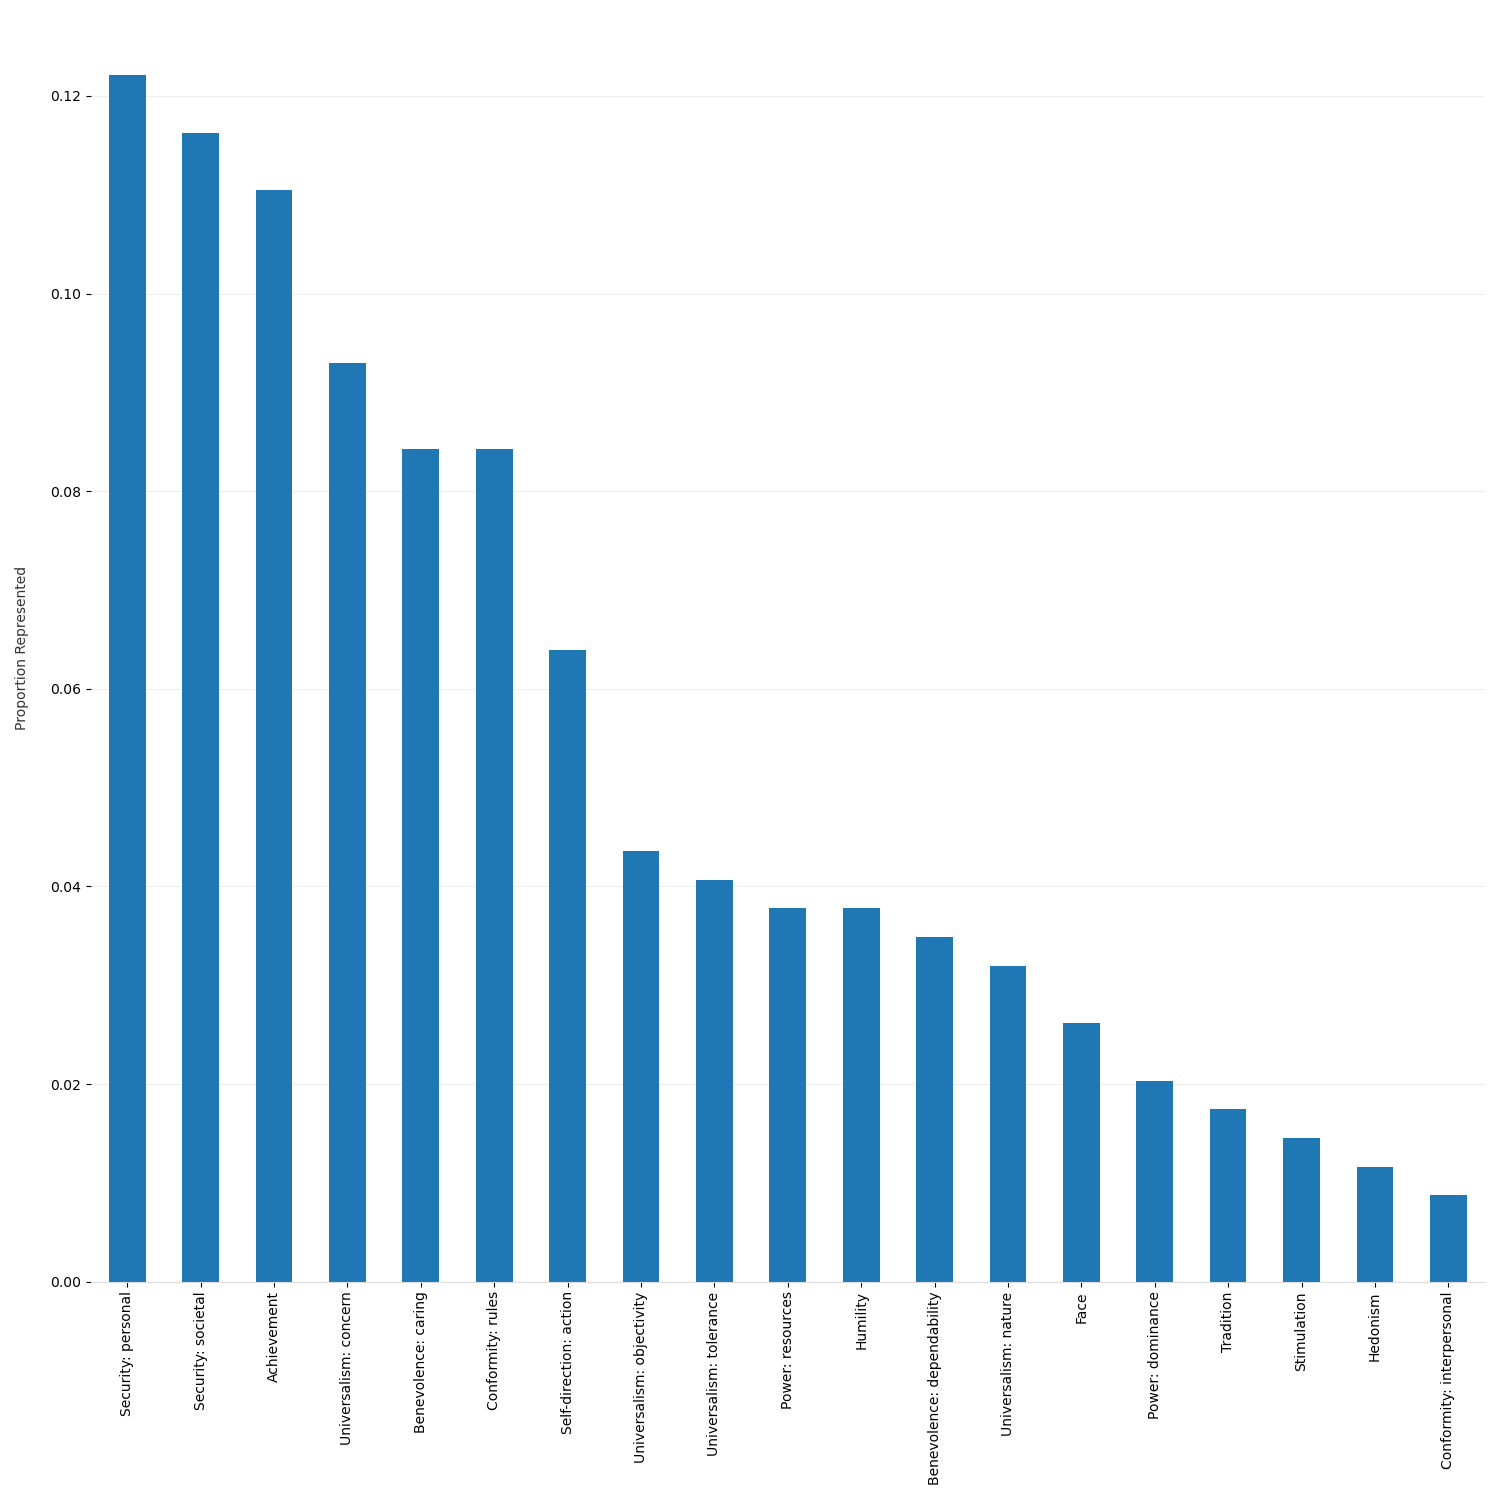 Proportion Represented
0.12
0.10
0.08
0.06
0.04
0.02
0.00
Security: personal
Security: societal
Achievement
Universalism: concern
Benevolence: caring
Conformity: rules
Self-direction: action
Universalism: objectivity
Universalism: tolerance
Power: resources
Humility
Benevolence: dependability
Universalism: nature
Face
Power: dominance
Tradition
Stimulation
Hedonism
Conformity: interpersonal